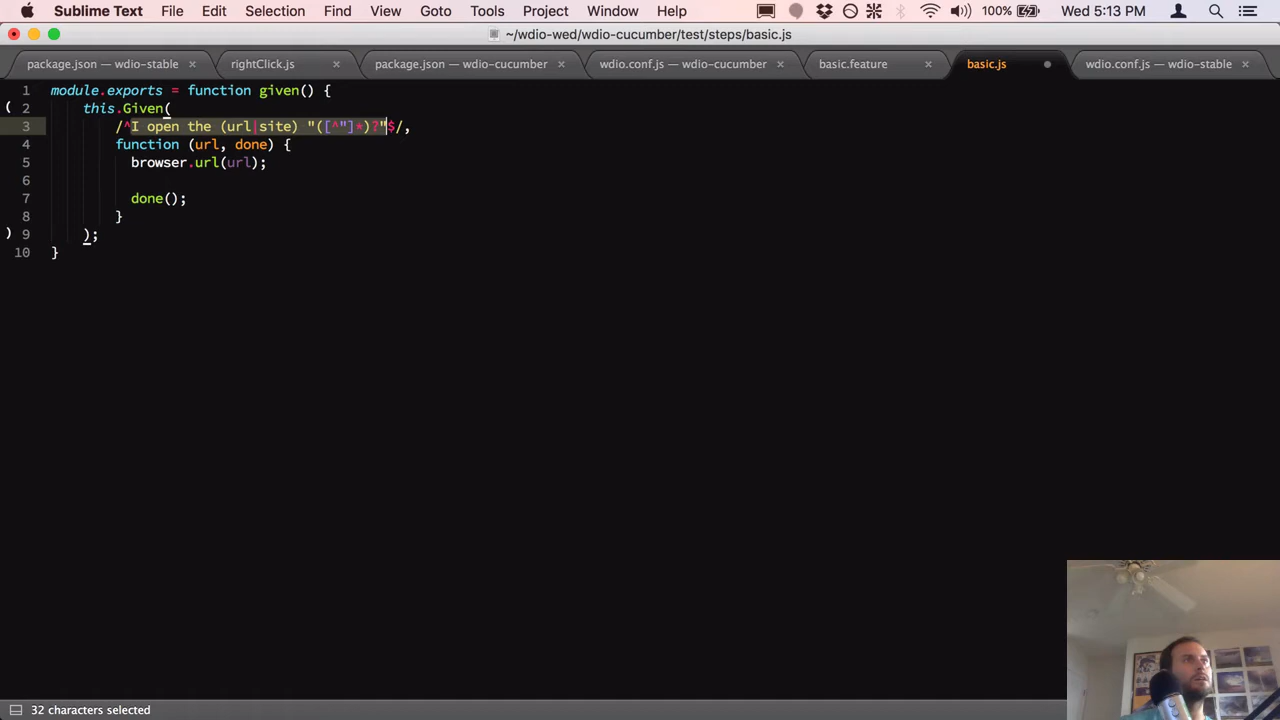 Sublime Text File Edit Selection Find View Goto Tools Project Window Help 100% Wed 5:13 PM
~/wdio-wed/wdio-cucumber/test/steps/basic.js
package.json — wdio-stable × rightClick.js × package.json — wdio-cucumber × wdio.conf.js — wdio-cucumber × basic.feature × basic.js wdio.conf.js — wdio-stable ×
1 module.exports = function given() {
2 this.Given(
3 /^I open the (url|site) "([^"]*)?"$/,
4 function (url, done) {
5 browser.url(url);
6
7 done();
8 }
9 );
10 }
32 characters selected